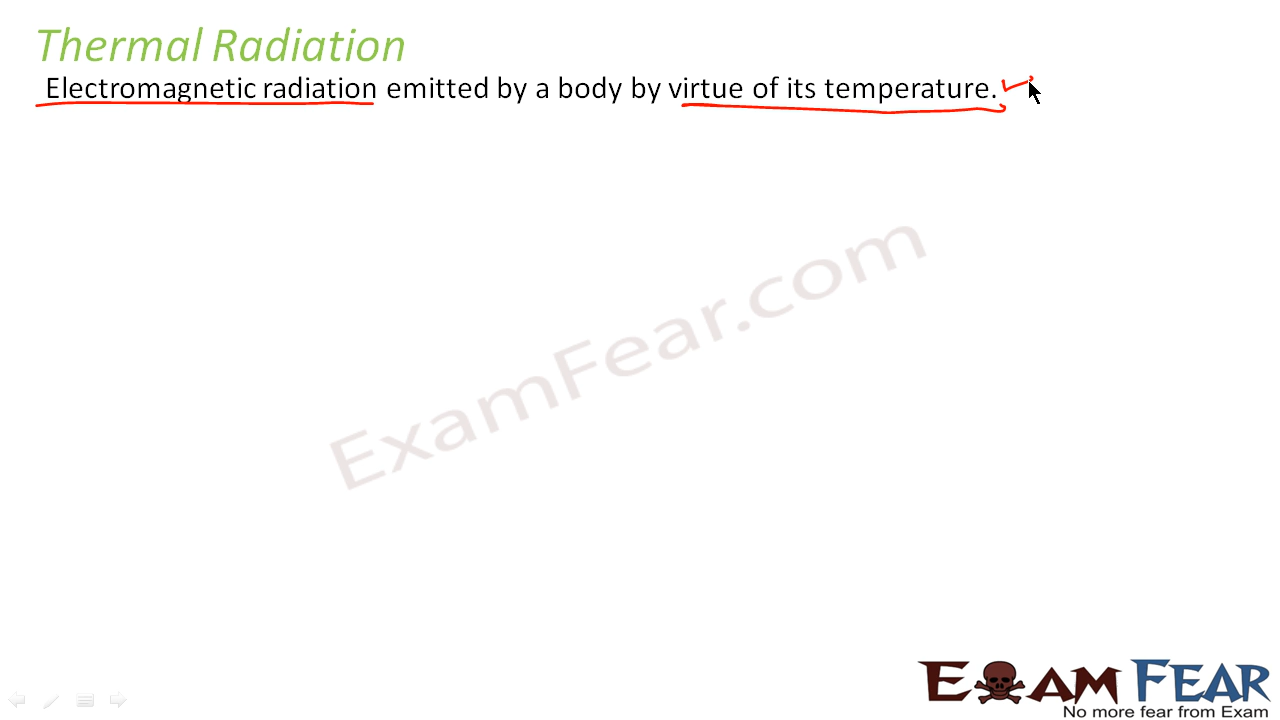 Thermal Radiation
Electromagnetic radiation emitted by a body by virtue of its temperature.
ExamFear.com
EXAM FEAR
No more fear from Exam